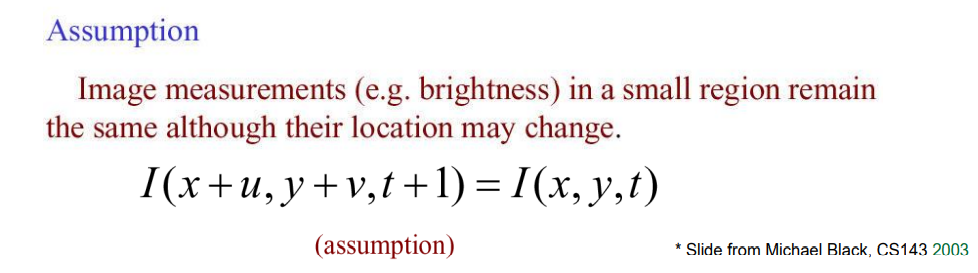 Assumption
Image measurements (e.g. brightness) in a small region remain
the same although their location may change.
I(x+u, y+v,t+1) = I(x, y,t)
(assumption)
* Slide from Michael Black, CS143 2003